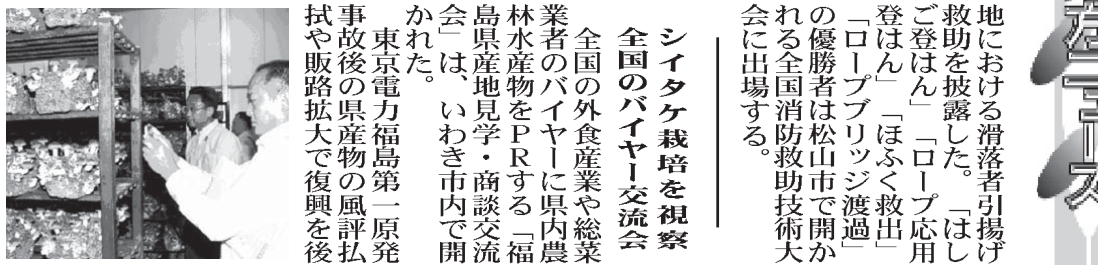 地における滑落者引揚げ
救助を披露した。「はし
ご登はん」「ロープ応用
登はん」「ほふく救出」
「ロープブリッジ渡過」
の優勝者は松山市で開か
れる全国消防救助技術大
会に出場する。
シイタケ栽培を視察
全国のバイヤー交流会
全国の外食産業や総菜
業者のバイヤーに県内農
林水産物をPRする「福
島県産地見学・商談交流
会」は、いわき市内で開
かれた。
東京電力福島第一原発
事故後の県産物の風評払
拭や販路拡大で復興を後